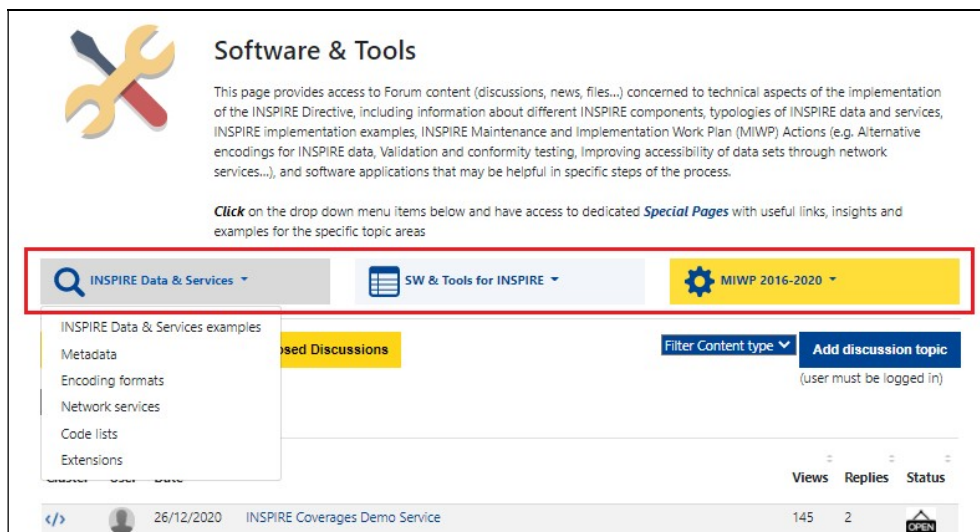 Software & Tools
This page provides access to Forum content (discussions, news, files...) concerned to technical aspects of the implementation
of the INSPIRE Directive, including information about different INSPIRE components, typologies of INSPIRE data and services,
INSPIRE implementation examples, INSPIRE Maintenance and Implementation Work Plan (MIWP) Actions (e.g. Alternative
encodings for INSPIRE data, Validation and conformity testing, Improving accessibility of data sets through network
services...), and software applications that may be helpful in specific steps of the process.
Click on the drop down menu items below and have access to dedicated Special Pages with useful links, insights and
examples for the specific topic areas
INSPIRE Data & Services SW & Tools for INSPIRE MIWP 2016-2020
INSPIRE Data & Services examples
Metadata
Encoding formats
Network services
Code lists
Extensions
Discussions
Filter Content type Add discussion topic
(user must be logged in)
Views Replies Status
</> 26/12/2020 INSPIRE Coverages Demo Service 145 2 OPEN